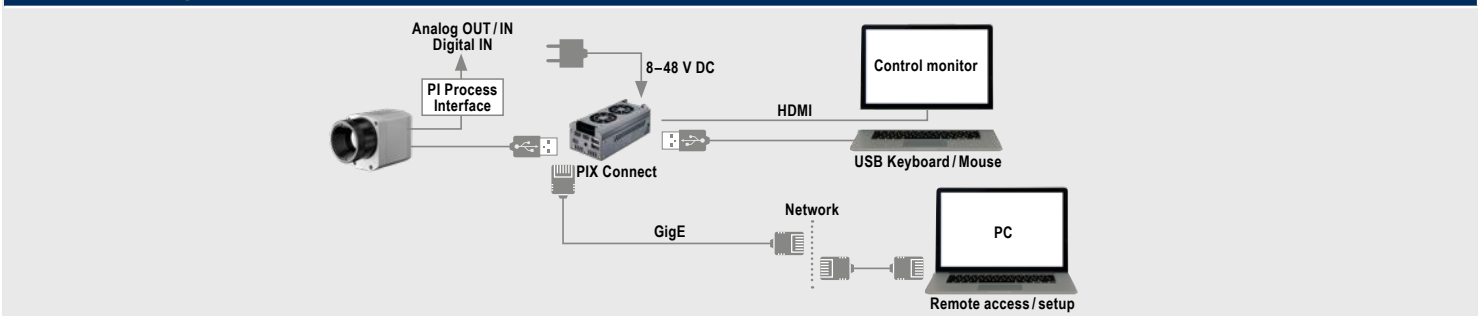 Analog OUT / IN
Digital IN
PI Process
Interface
8–48 V DC
HDMI
Control monitor
USB Keyboard / Mouse
PIX Connect
GigE
Network
PC
Remote access / setup